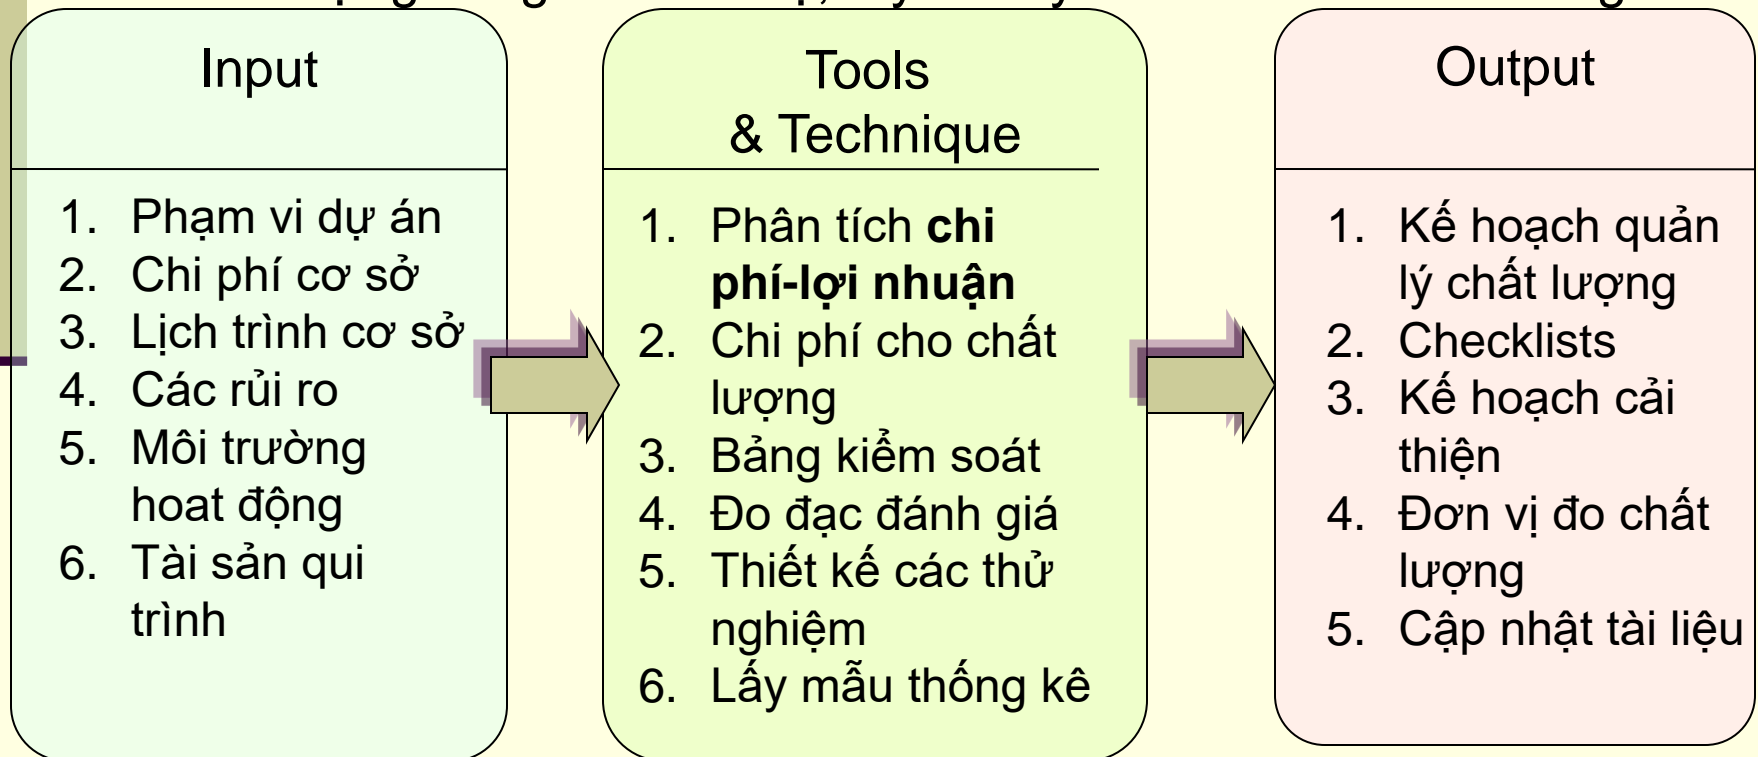 Input
1. Phạm vi dự án
2. Chi phí cơ sở
3. Lịch trình cơ sở
4. Các rủi ro
5. Môi trường
hoat động
6. Tài sản qui
trình
Tools
& Technique
1. Phân tích chi
phí-lợi nhuận
2. Chi phí cho chất
lượng
3. Bảng kiểm soát
4. Đo đạc đánh giá
5. Thiết kế các thử
nghiệm
6. Lấy mẫu thống kê
Output
1. Kế hoạch quản
lý chất lượng
2. Checklists
3. Kế hoạch cải
thiện
4. Đơn vị đo chất
lượng
5. Cập nhật tài liệu